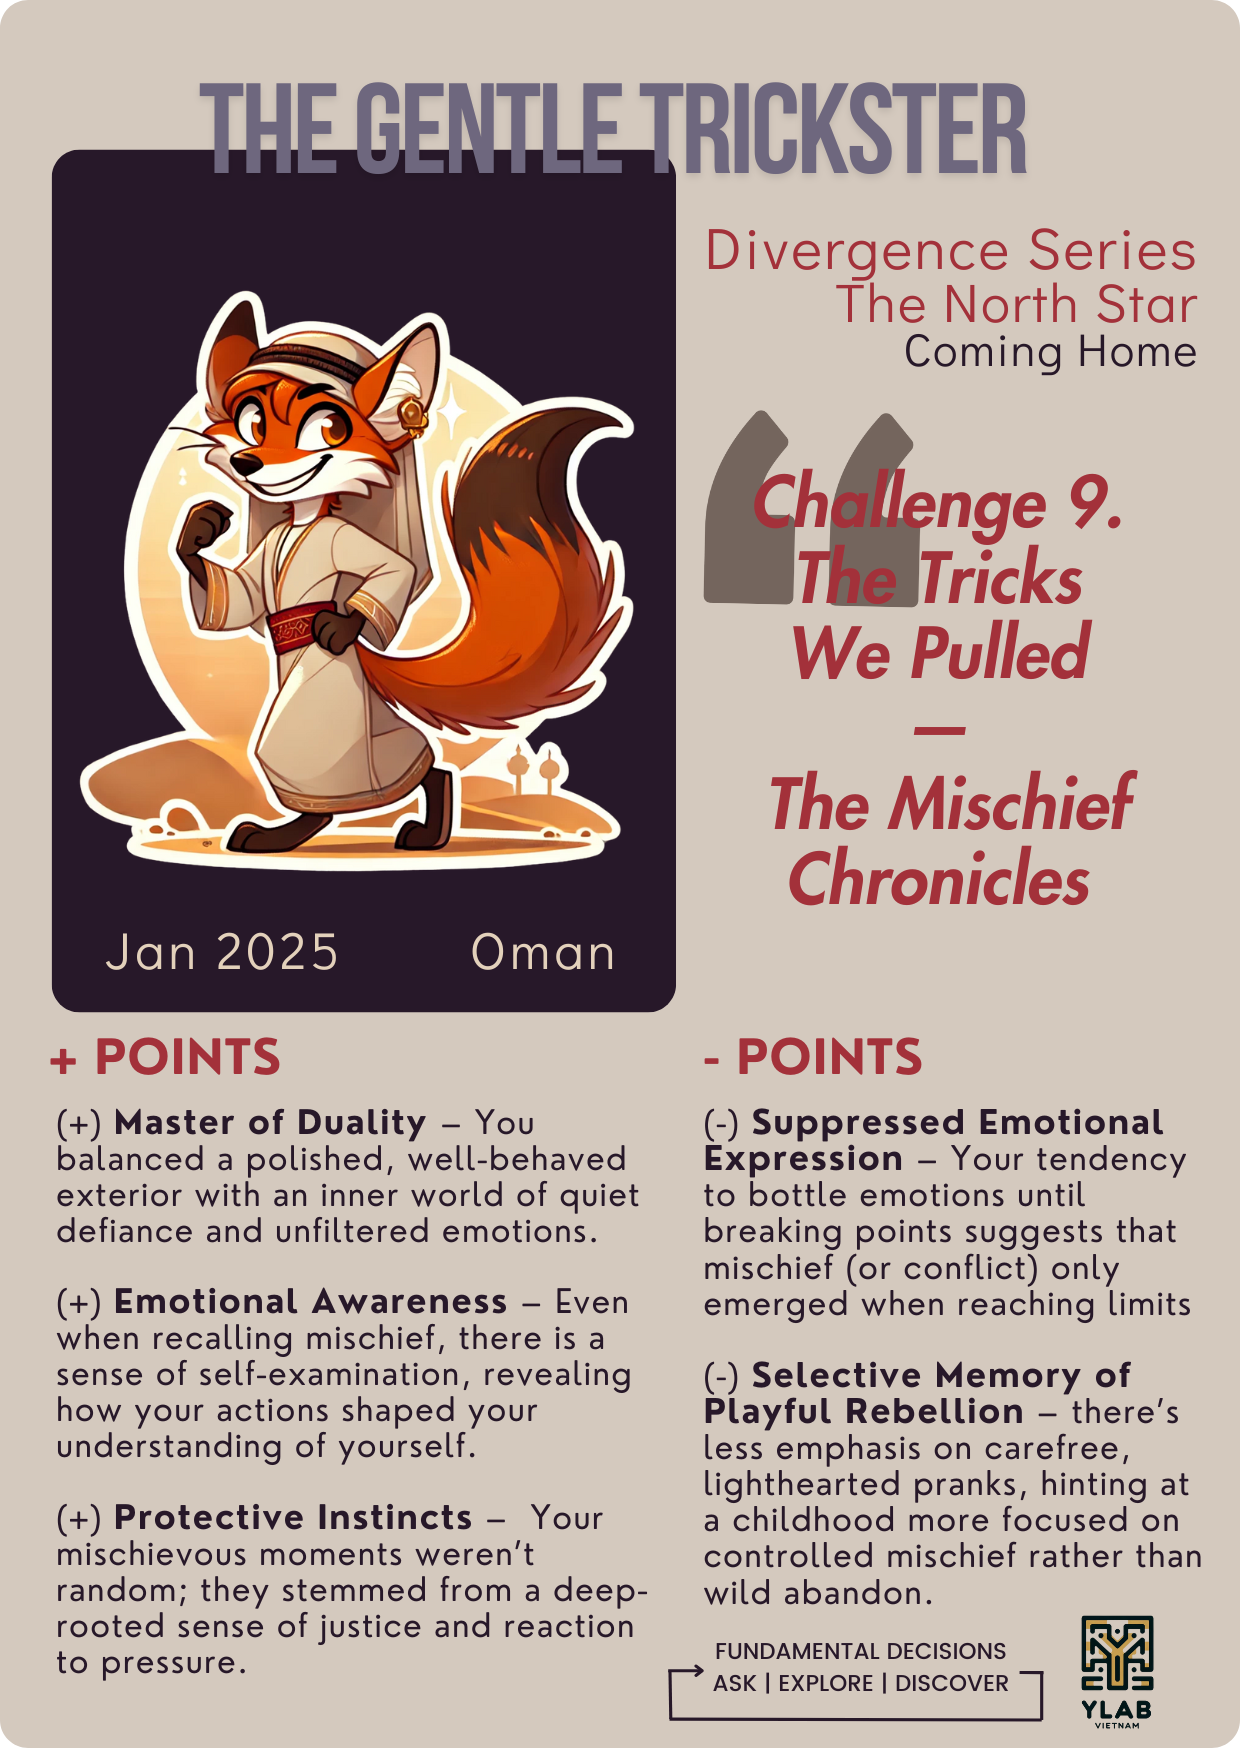 THE GENTLE TRICKSTER
Divergence Series
The North Star
Coming Home
Challenge 9.
The Tricks
We Pulled
—
The Mischief
Chronicles
Jan 2025
Oman
+ POINTS
(+) Master of Duality – You
balanced a polished, well-behaved
exterior with an inner world of quiet
defiance and unfiltered emotions.
(+) Emotional Awareness – Even
when recalling mischief, there is a
sense of self-examination, revealing
how your actions shaped your
understanding of yourself.
(+) Protective Instincts – Your
mischievous moments weren't
random; they stemmed from a deep-
rooted sense of justice and reaction
to pressure.
- POINTS
(-) Suppressed Emotional
Expression – Your tendency
to bottle emotions until
breaking points suggests that
mischief (or conflict) only
emerged when reaching limits
(-) Selective Memory of
Playful Rebellion – there's
less emphasis on carefree,
lighthearted pranks, hinting at
a childhood more focused on
controlled mischief rather than
wild abandon.
FUNDAMENTAL DECISIONS
ASK | EXPLORE | DISCOVER
YLAB
VIETNAM